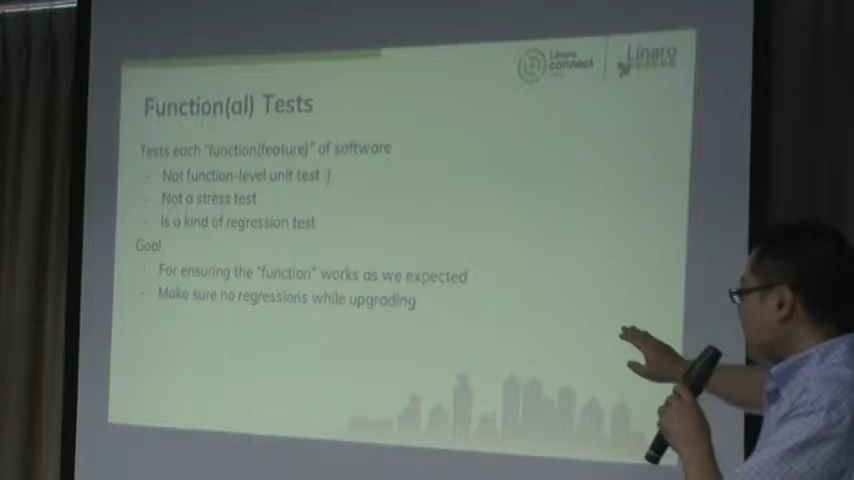 Linaro
connect
Linaro
Function(al) Tests
Tests each "function(feature)" of software
- Not function-level unit test :)
- Not a stress test
- Is a kind of regression test
Goal
- For ensuring the "function" works as we expected
- Make sure no regressions while upgrading